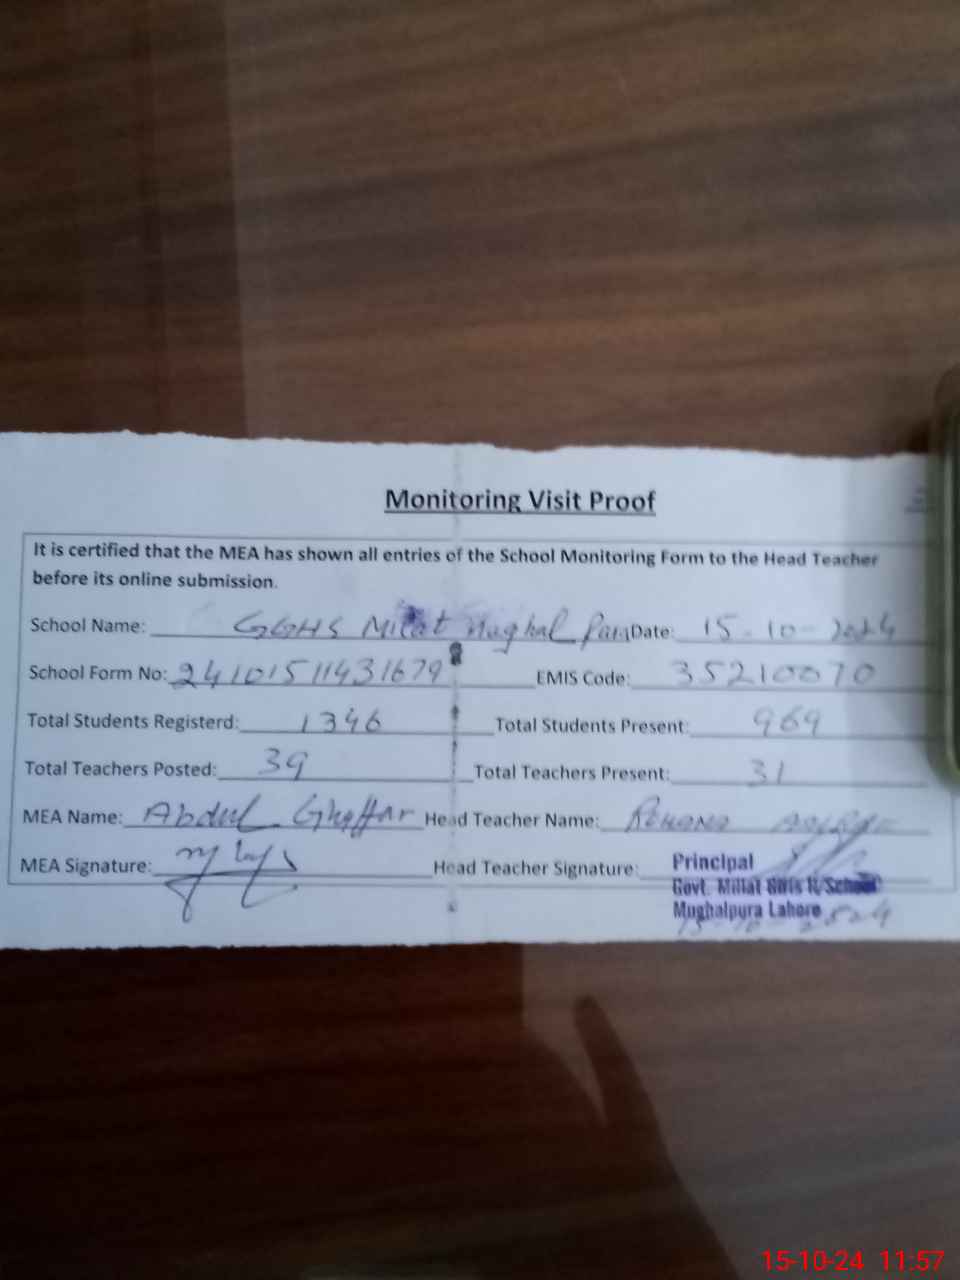 Monitoring Visit Proof
It is certified that the MEA has shown all entries of the School Monitoring Form to the Head Teacher
before its online submission.
School Name: GGHS Millat Mughal Pura Date: 15-10-2024
School Form No: 24101511431679 EMIS Code: 35210070
Total Students Registerd: 1346 Total Students Present: 969
Total Teachers Posted: 39 Total Teachers Present: 31
MEA Name: Abdul Ghaffar Head Teacher Name: Rehana
MEA Signature: Head Teacher Signature:
Principal
Govt. Millat Girls H/School
Mughalpura Lahore
15-10-2024
15-10-24 11:57